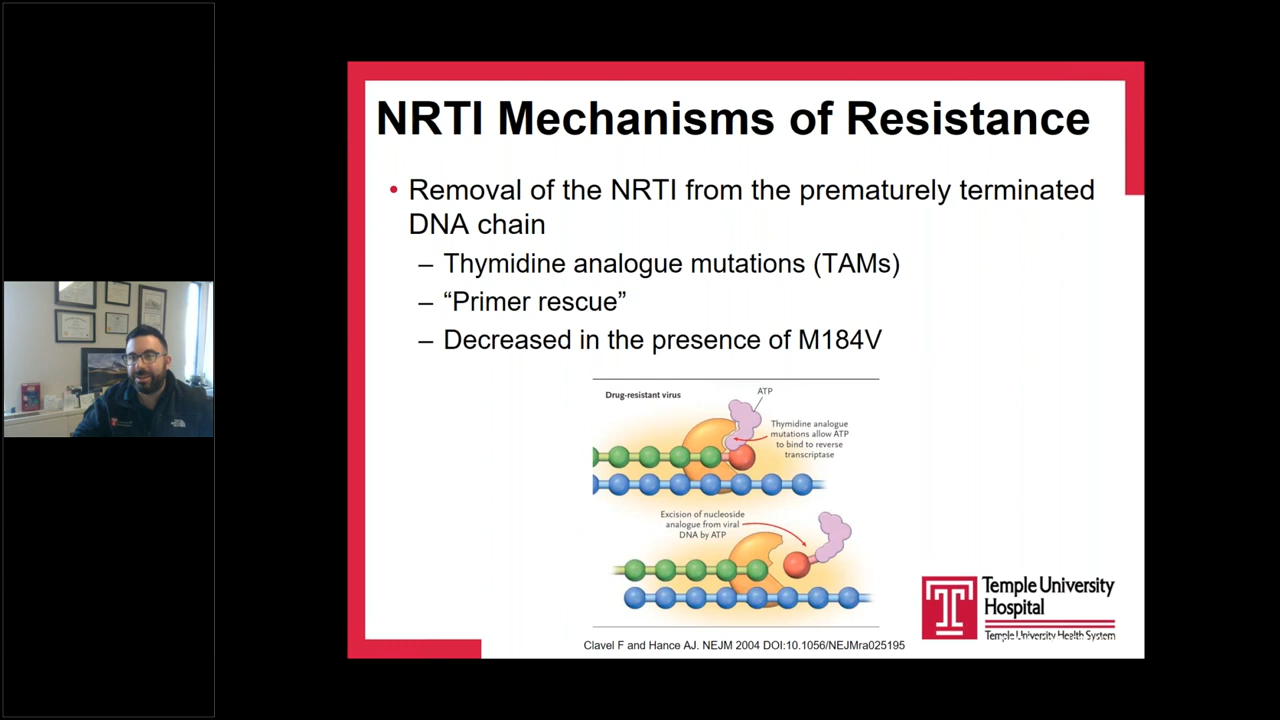 NRTI Mechanisms of Resistance
• Removal of the NRTI from the prematurely terminated
DNA chain
– Thymidine analogue mutations (TAMs)
– “Primer rescue”
– Decreased in the presence of M184V
Drug-resistant virus
ATP
Thymidine analogue
mutations allow ATP
to bind to reverse
transcriptase
Excision of nucleoside
analogue from viral
DNA by ATP
Temple University
Hospital
Temple University Health System
Clavel F and Hance AJ. NEJM 2004 DOI:10.1056/NEJMra025195